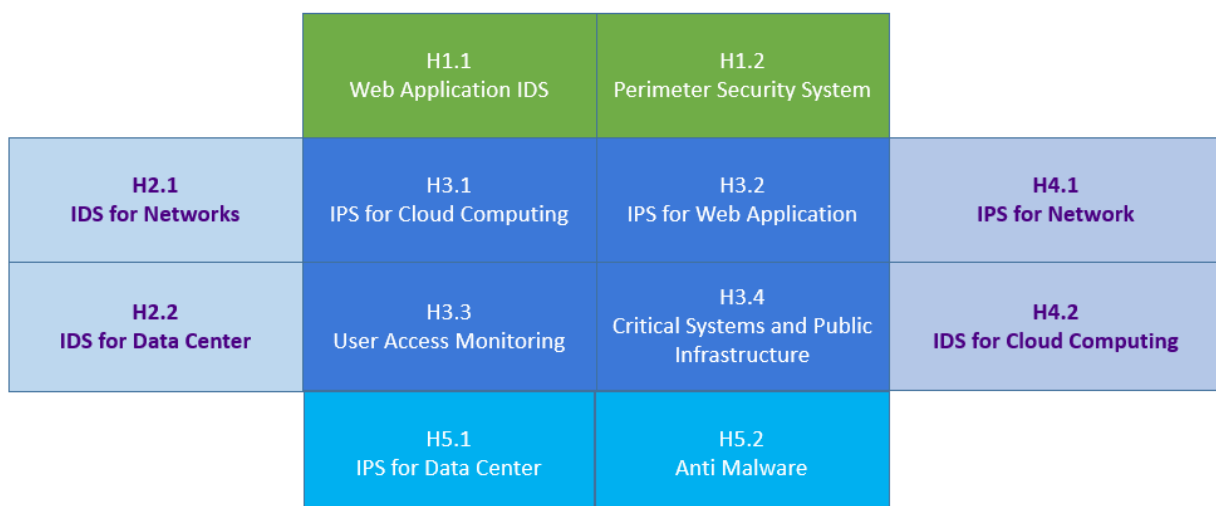 H1.1
Web Application IDS
H1.2
Perimeter Security System
H2.1
IDS for Networks
H3.1
IPS for Cloud Computing
H3.2
IPS for Web Application
H4.1
IPS for Network
H2.2
IDS for Data Center
H3.3
User Access Monitoring
H3.4
Critical Systems and Public
Infrastructure
H4.2
IDS for Cloud Computing
H5.1
IPS for Data Center
H5.2
Anti Malware